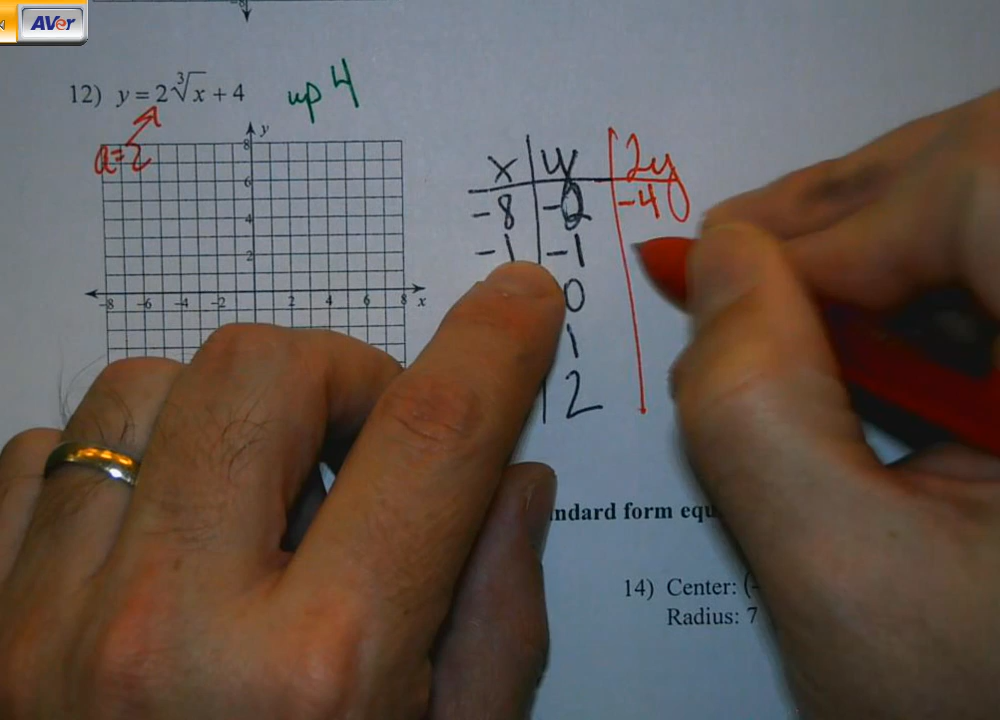 AVer
12) y = 2∛x + 4
up 4
a=2
y
8
6
4
2
-8 -6 -4 -2 2 4 6 8 x
x y 2y
-8 -2 -4
-1 -1
0
1
2
ndard form equ
14) Center: (-
Radius: 7